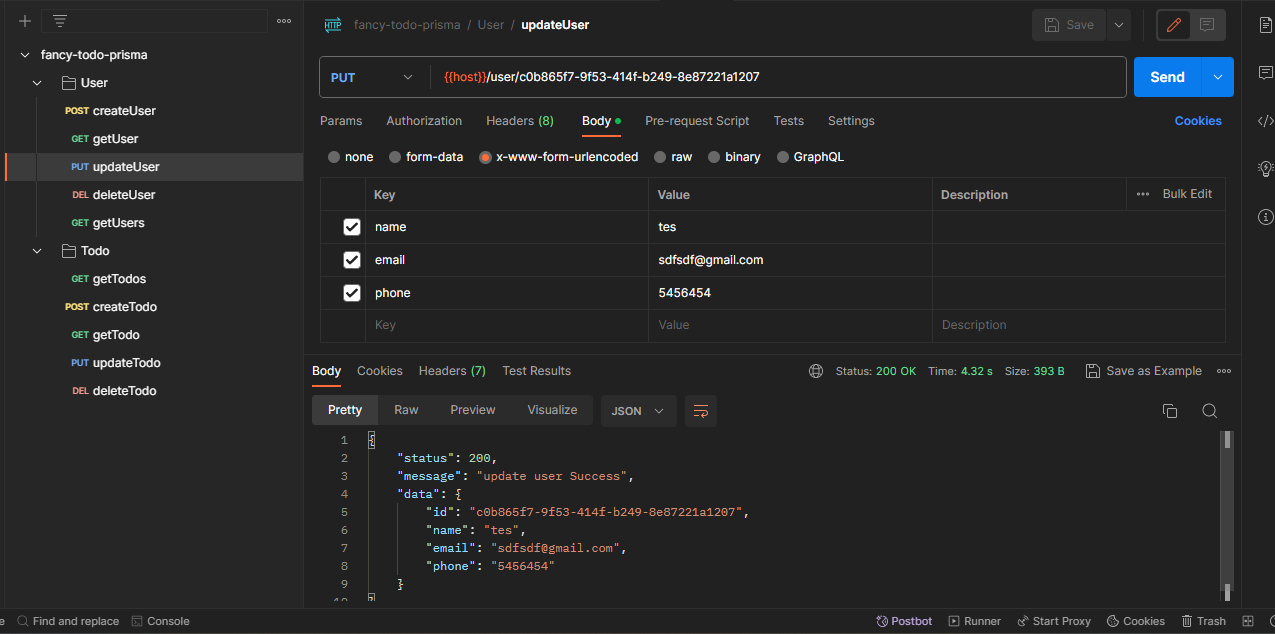 fancy-todo-prisma
User
POST createUser
GET getUser
PUT updateUser
DEL deleteUser
GET getUsers
Todo
GET getTodos
POST createTodo
GET getTodo
PUT updateTodo
DEL deleteTodo
HTTP fancy-todo-prisma / User / updateUser
Save
PUT {{host}}/user/c0b865f7-9f53-414f-b249-8e87221a1207
Send
Params Authorization Headers (8) Body Pre-request Script Tests Settings Cookies
none form-data x-www-form-urlencoded raw binary GraphQL
Key Value Description Bulk Edit
name tes
email sdfsdf@gmail.com
phone 5456454
Key Value Description
Body Cookies Headers (7) Test Results Status: 200 OK Time: 4.32 s Size: 393 B Save as Example
Pretty Raw Preview Visualize JSON
1 {
2 "status": 200,
3 "message": "update user Success",
4 "data": {
5 "id": "c0b865f7-9f53-414f-b249-8e87221a1207",
6 "name": "tes",
7 "email": "sdfsdf@gmail.com",
8 "phone": "5456454"
9 }
10 }
e Find and replace Console Postbot Runner Start Proxy Cookies Trash